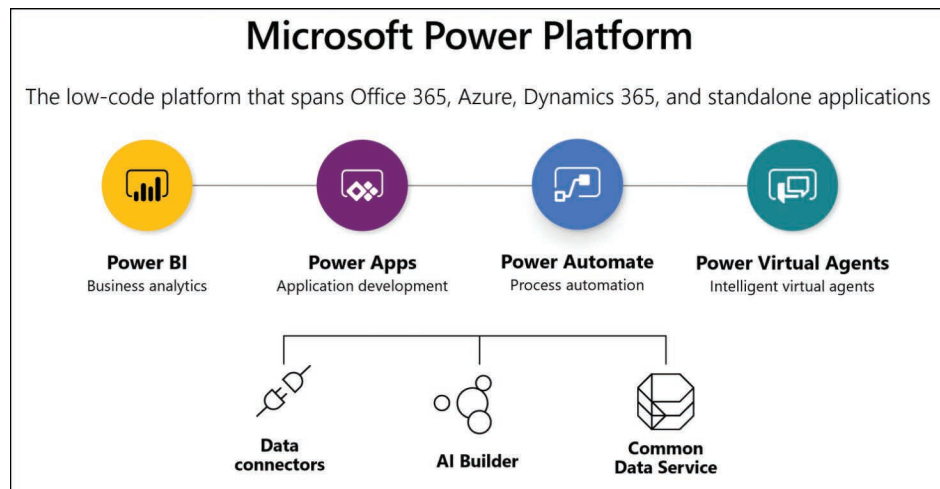 Microsoft Power Platform
The low-code platform that spans Office 365, Azure, Dynamics 365, and standalone applications
Power BI
Business analytics
Power Apps
Application development
Power Automate
Process automation
Power Virtual Agents
Intelligent virtual agents
Data
connectors
AI Builder
Common
Data Service